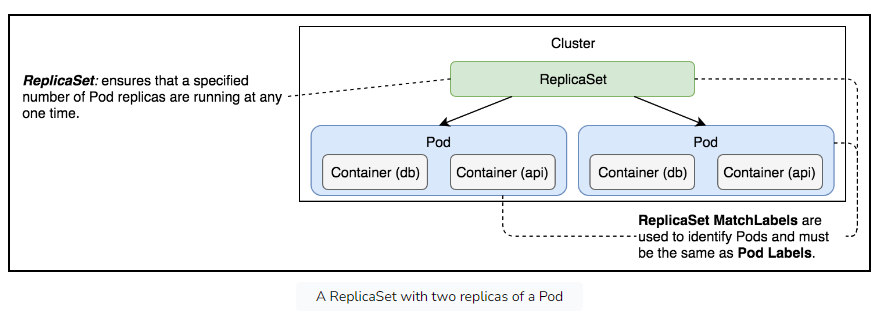 Cluster
ReplicaSet: ensures that a specified
number of Pod replicas are running at any
one time.
ReplicaSet
Pod
Container (db)
Container (api)
Pod
Container (db)
Container (api)
ReplicaSet MatchLabels are
used to identify Pods and must
be the same as Pod Labels.
A ReplicaSet with two replicas of a Pod